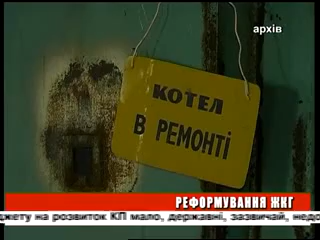 архів
КОТЕЛ
В РЕМОНТІ
РЕФОРМУВАННЯ ЖКГ
джету на розвиток КП мало, державні, зазвичай, недо